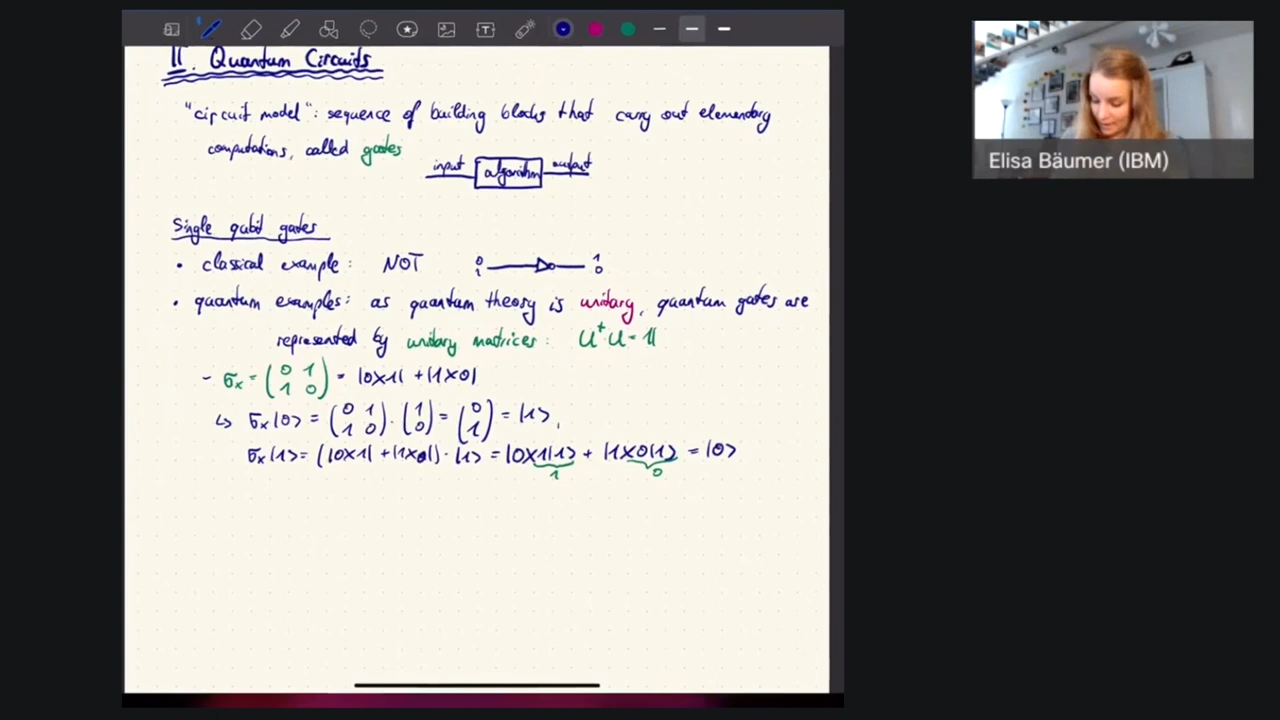 II. Quantum Circuits
"circuit model": sequence of building blocks that carry out elementary
computations, called gates
input algorithm output
Single qubit gates
• classical example: NOT 0 1 1 0
• quantum examples: as quantum theory is unitary, quantum gates are
represented by unitary matrices: U†·U = 𝟙
- σx = (0 1 / 1 0) = |0><1| + |1><0|
↳ σx|0> = (0 1 / 1 0) · (1 / 0) = (0 / 1) = |1>,
σx|1> = (|0><1| + |1><0|) · |1> = |0><1|1> + |1><0|1> = |0>
1 0
Elisa Bäumer (IBM)